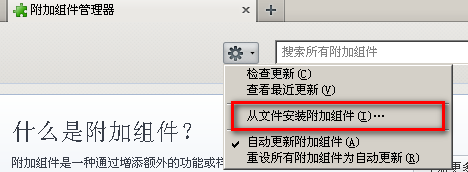 附加组件管理器
搜索所有附加组件
检查更新(C)
查看最近更新(V)
从文件安装附加组件(I)…
自动更新附加组件(A)
重设所有附加组件为自动更新(R)
什么是附加组件？
附加组件是一种通过增添额外的功能或